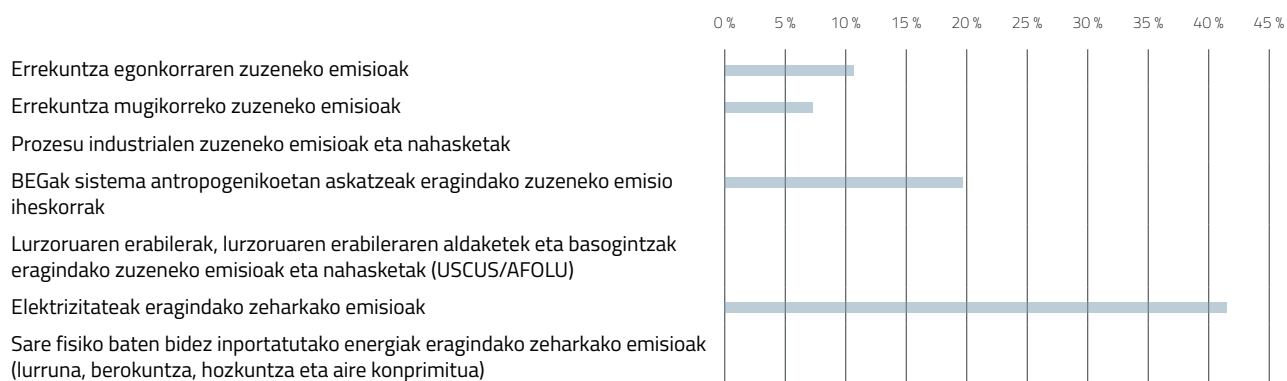 0 % 5 % 10 % 15 % 20 % 25 % 30 % 35 % 40 % 45 %
Errekuntza egonkorraren zuzeneko emisioak
Errekuntza mugikorreko zuzeneko emisioak
Prozesu industrialen zuzeneko emisioak eta nahasketak
BEGak sistema antropogenikoetan askatzeak eragindako zuzeneko emisio
iheskorrak
Lurzoruaren erabilerak, lurzoruaren erabileraren aldaketek eta basogintzak
eragindako zuzeneko emisioak eta nahasketak (USCUS/AFOLU)
Elektrizitateak eragindako zeharkako emisioak
Sare fisiko baten bidez inportatutako energiak eragindako zeharkako emisioak
(lurruna, berokuntza, hozkuntza eta aire konprimitua)